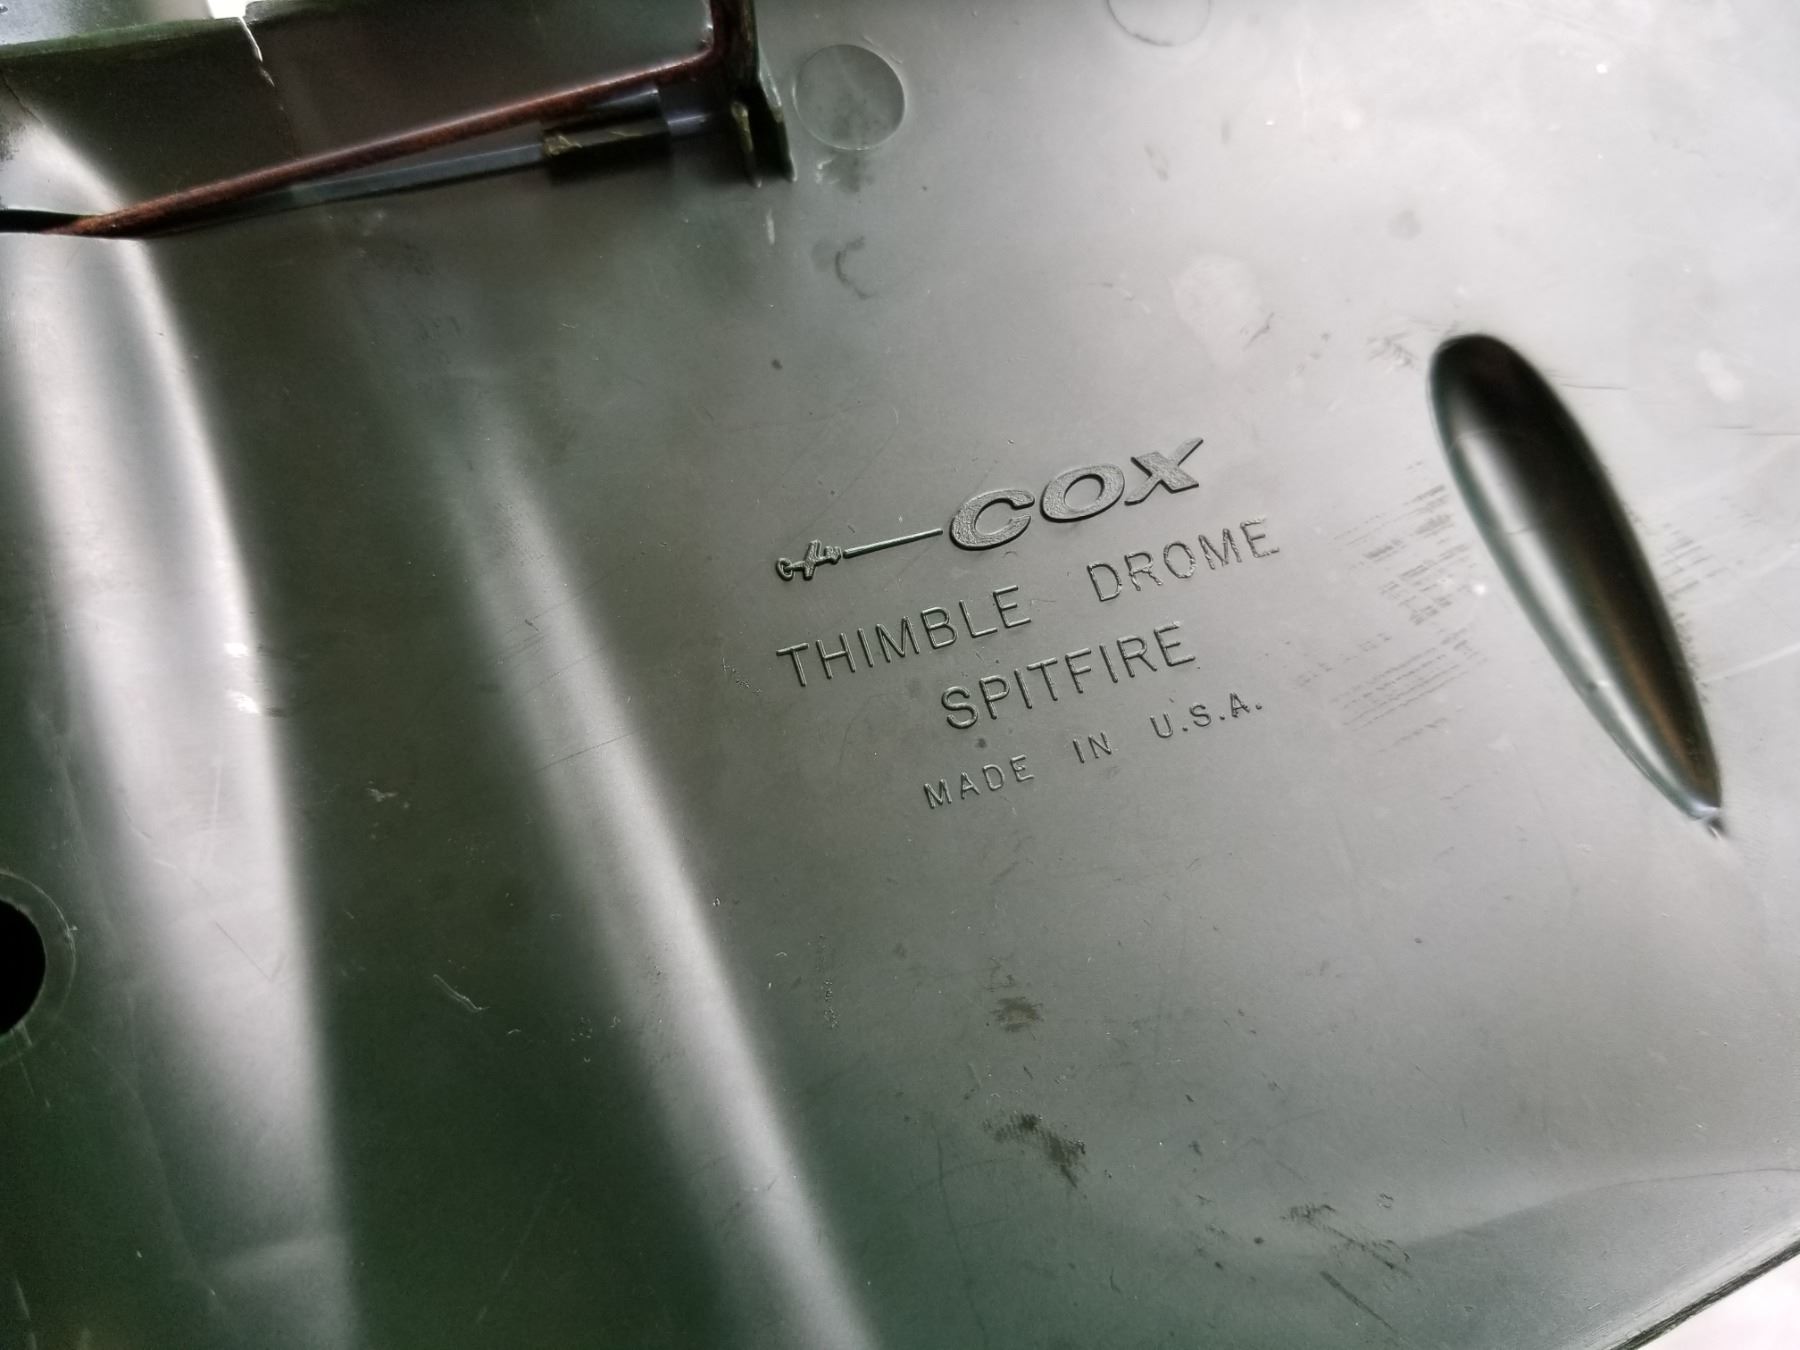 COX
THIMBLE DROME
SPITFIRE
MADE IN U.S.A.